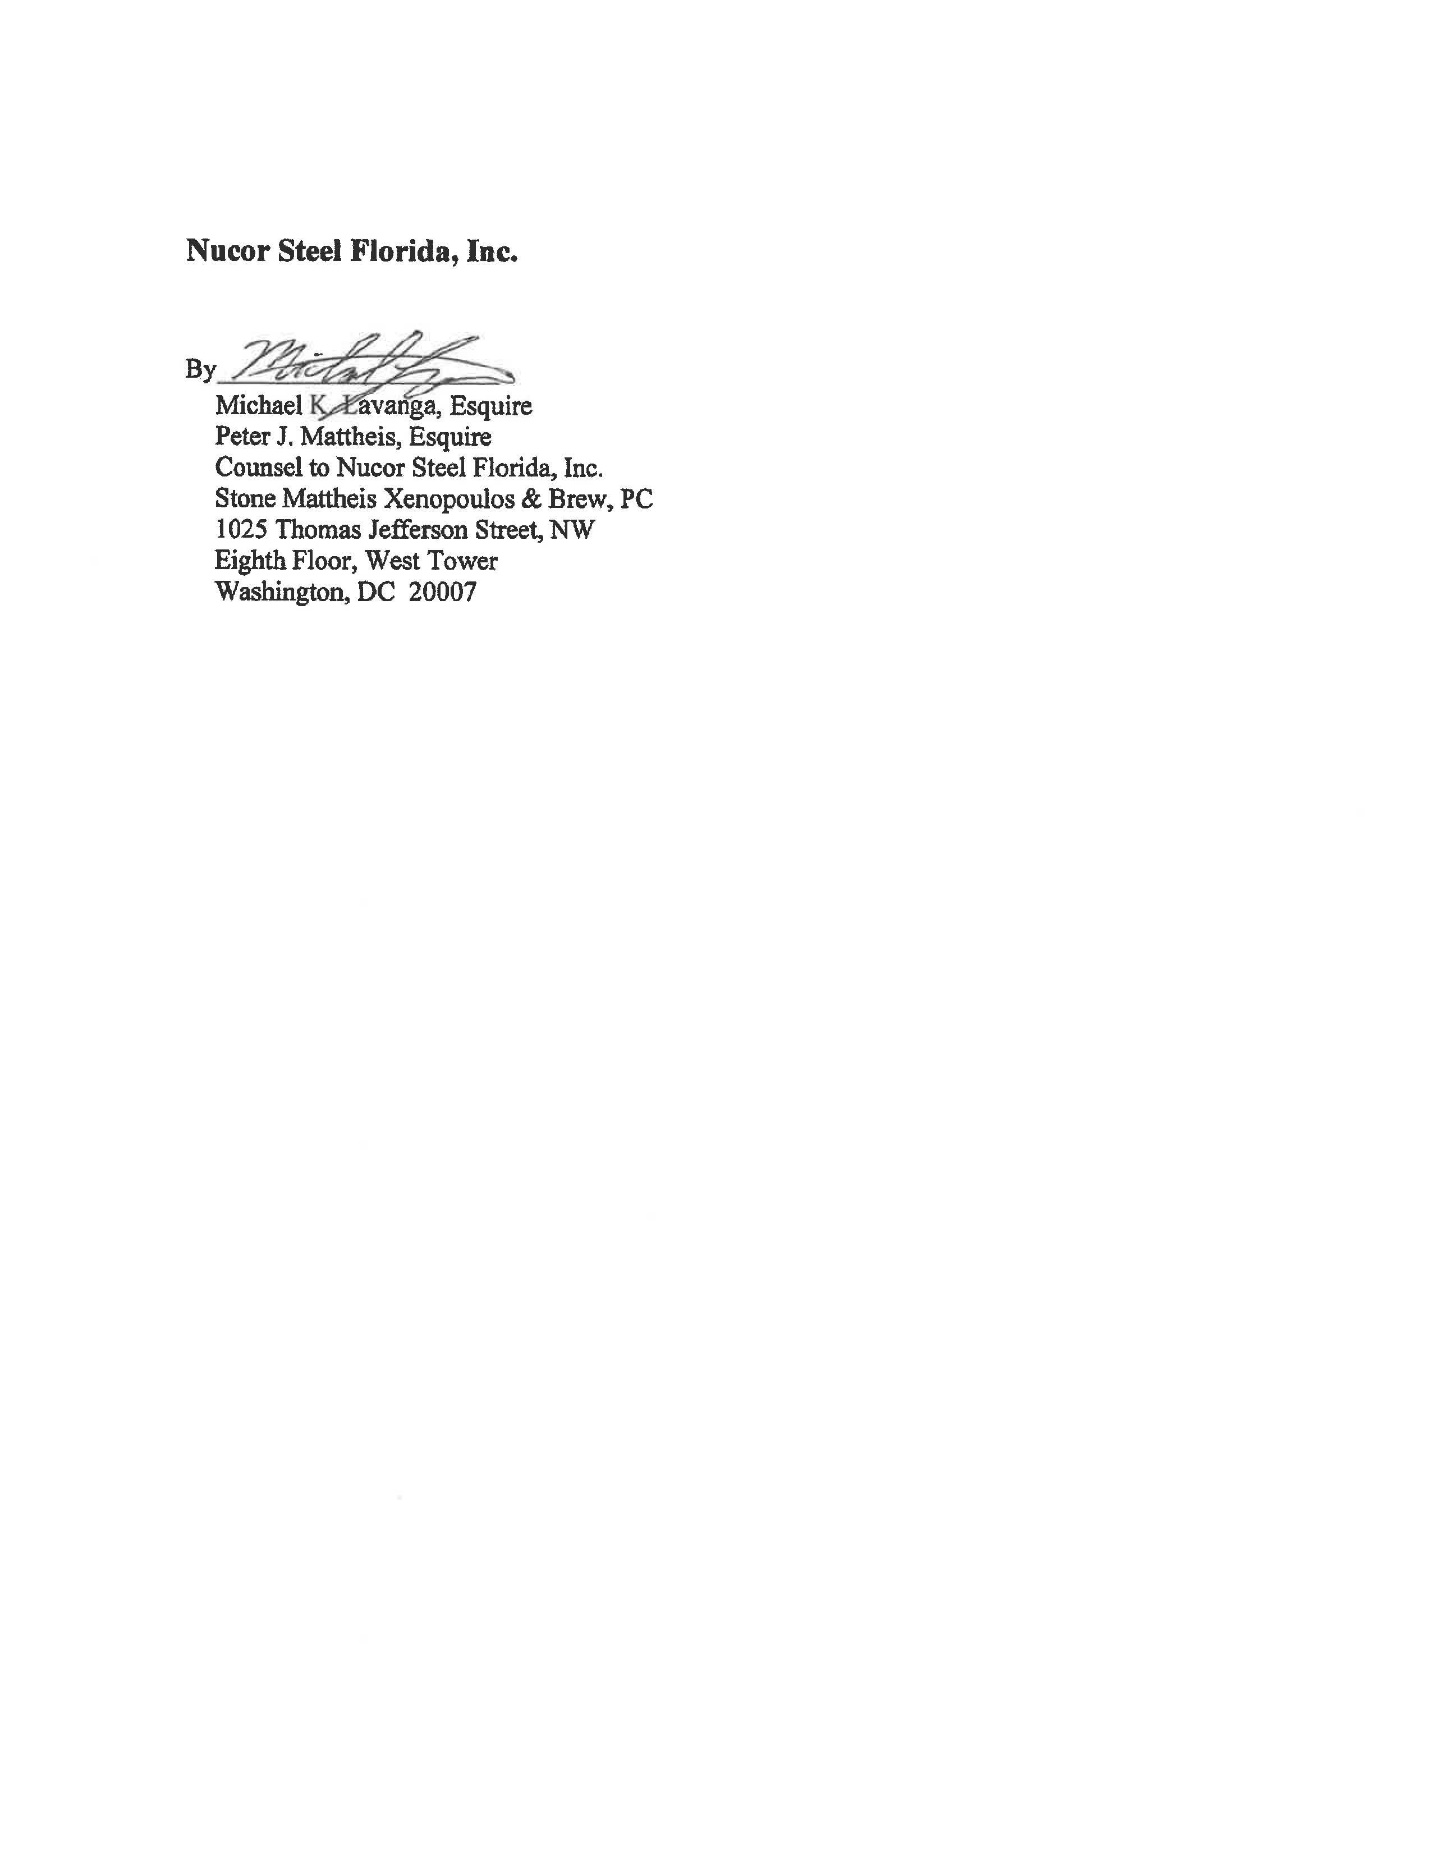 Nucor Steel Florida, Inc.
By
Michael K. Lavanga, Esquire
Peter J. Mattheis, Esquire
Counsel to Nucor Steel Florida, Inc.
Stone Mattheis Xenopoulos & Brew, PC
1025 Thomas Jefferson Street, NW
Eighth Floor, West Tower
Washington, DC 20007